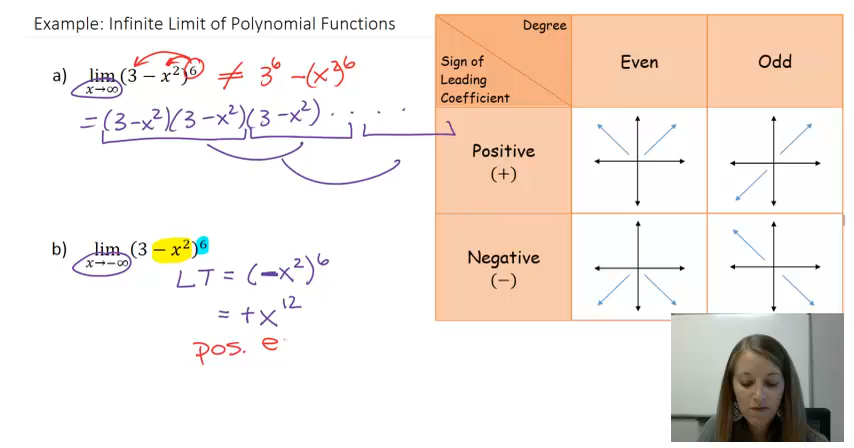 Example: Infinite Limit of Polynomial Functions
a) lim (3 − x²)⁶ ≠ 3⁶ −(x²)⁶
x→∞
= (3−x²)(3−x²)(3−x²) · · · ·
b) lim (3 − x²)⁶
x→−∞
LT = (−x²)⁶
= +x¹²
pos. e
Degree
Sign of
Leading
Coefficient
Even
Odd
Positive
(+)
Negative
(−)